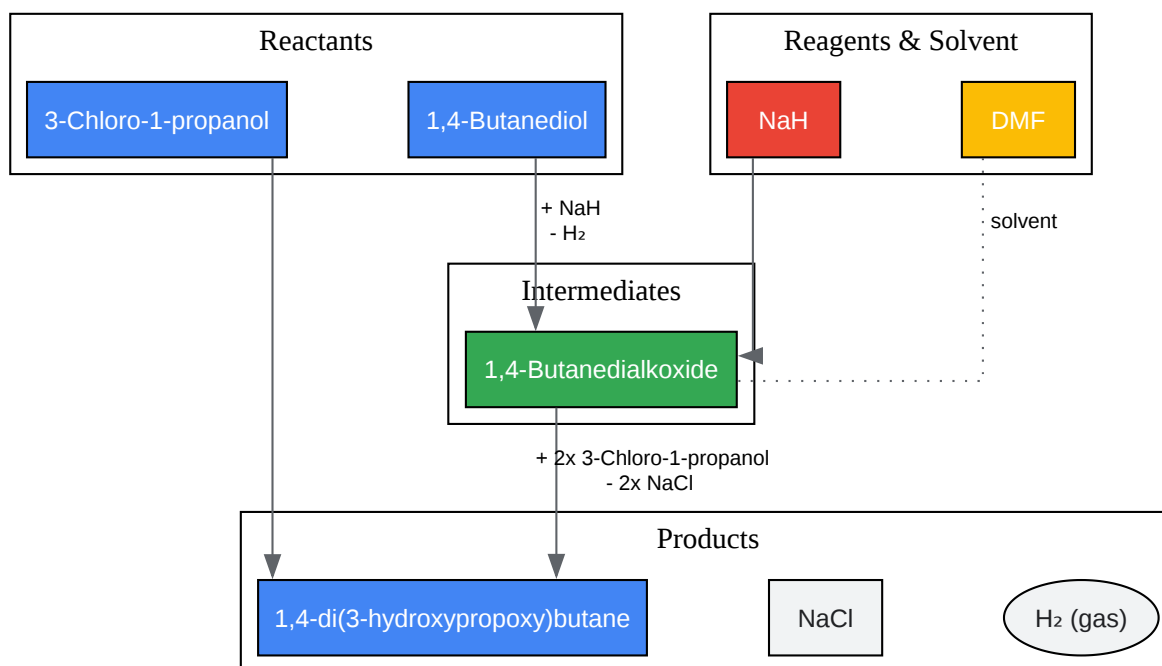 Reactants
Reagents & Solvent
3-Chloro-1-propanol
1,4-Butanediol
NaH
DMF
+ NaH
- H₂
solvent
Intermediates
1,4-Butanedialkoxide
+ 2x 3-Chloro-1-propanol
- 2x NaCl
Products
1,4-di(3-hydroxypropoxy)butane
NaCl
H₂ (gas)